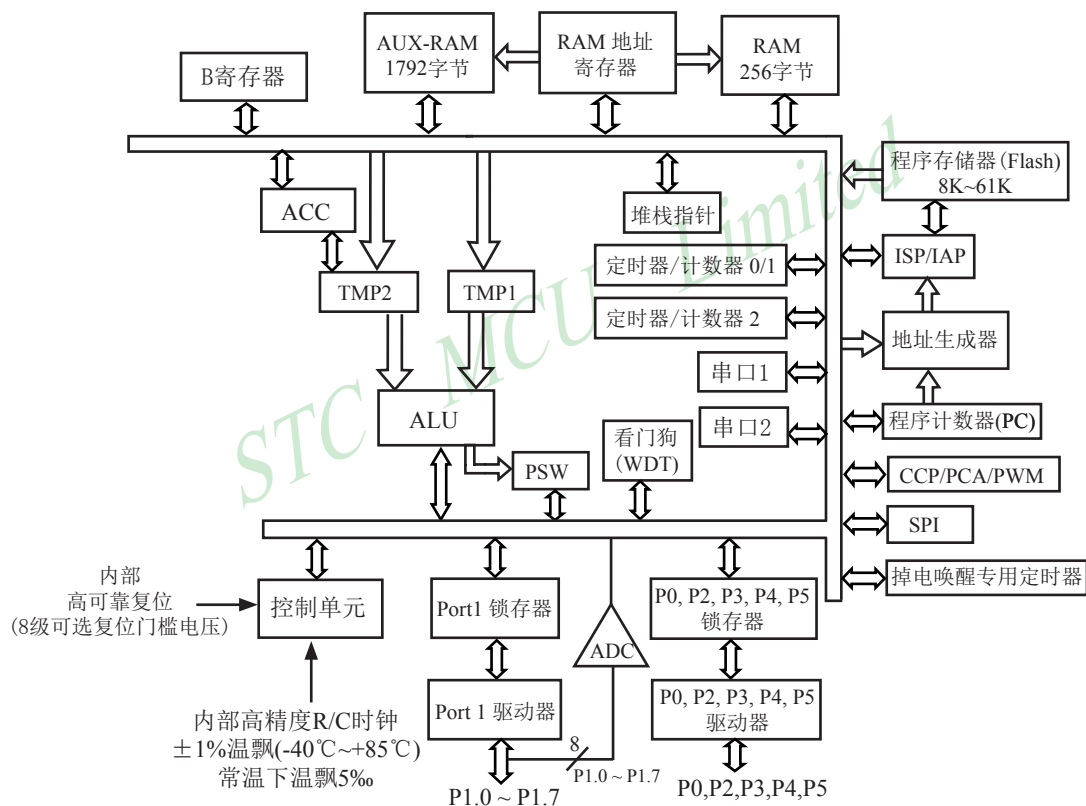 AUX-RAM
1792字节
RAM 地址
寄存器
RAM
256字节
B寄存器
程序存储器(Flash)
8K~61K
ACC
堆栈指针
ISP/IAP
定时器/计数器 0/1
TMP2
TMP1
定时器/计数器 2
地址生成器
串口1
ALU
串口2
程序计数器(PC)
看门狗
(WDT)
PSW
CCP/PCA/PWM
SPI
掉电唤醒专用定时器
内部
高可靠复位
(8级可选复位门槛电压)
控制单元
Port1 锁存器
P0, P2, P3, P4, P5
锁存器
ADC
内部高精度R/C时钟
±1%温飘(-40℃~+85℃)
常温下温飘5‰
Port 1 驱动器
P0, P2, P3, P4, P5
驱动器
8
P1.0 ~ P1.7
P1.0 ~ P1.7
P0,P2,P3,P4,P5
STC MCU Limited